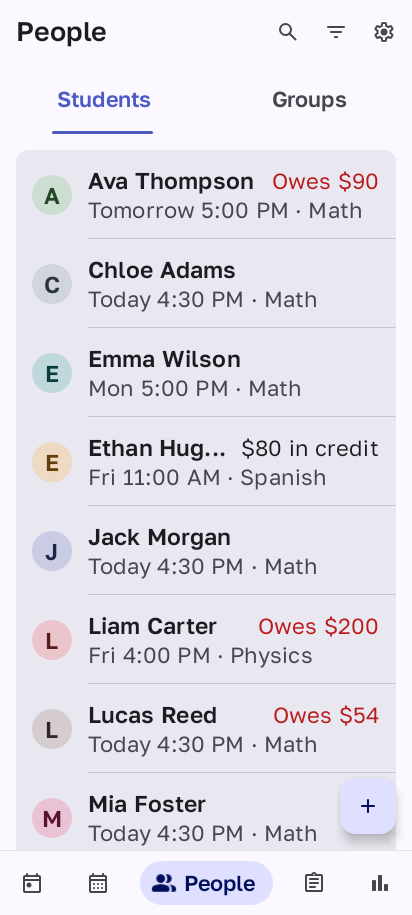 People
Students Groups
A Ava Thompson Owes $90
Tomorrow 5:00 PM · Math
C Chloe Adams
Today 4:30 PM · Math
E Emma Wilson
Mon 5:00 PM · Math
E Ethan Hug... $80 in credit
Fri 11:00 AM · Spanish
J Jack Morgan
Today 4:30 PM · Math
L Liam Carter Owes $200
Fri 4:00 PM · Physics
L Lucas Reed Owes $54
Today 4:30 PM · Math
M Mia Foster
Today 4:30 PM · Math
People